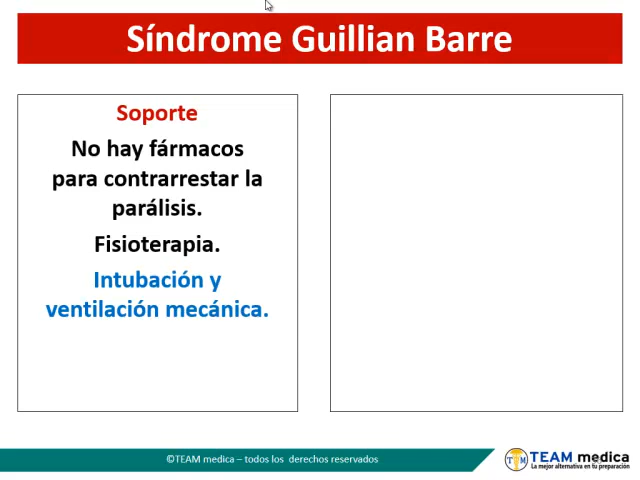 Síndrome Guillian Barre
Soporte
No hay fármacos
para contrarrestar la
parálisis.
Fisioterapia.
Intubación y
ventilación mecánica.
©TEAM medica – todos los derechos reservados
TM
TEAM medica
La mejor alternativa en tu preparación